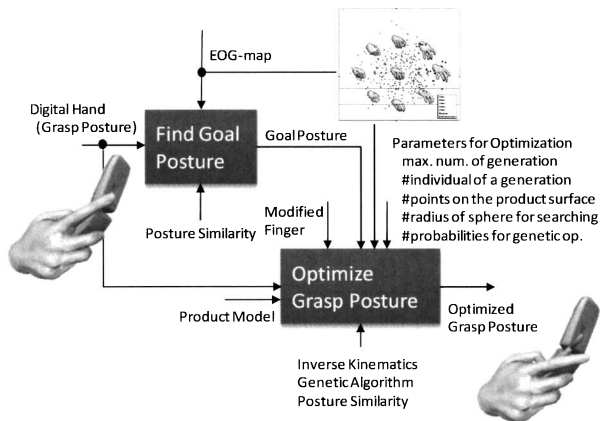 EOG-map
Digital Hand
(Grasp Posture)
Find Goal
Posture
Goal Posture
Parameters for Optimization
max. num. of generation
#individual of a generation
#points on the product surface
#radius of sphere for searching
#probabilities for genetic op.
Posture Similarity
Modified
Finger
Optimize
Grasp Posture
Product Model
Optimized
Grasp Posture
Inverse Kinematics
Genetic Algorithm
Posture Similarity